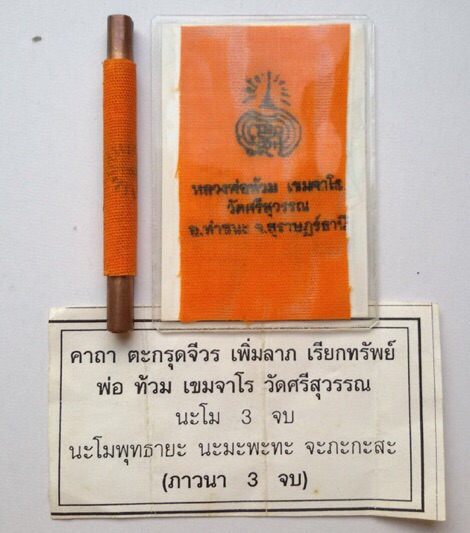 หลวงพ่อท้วม เขมจาโร
วัดศรีสุวรรณ
อ.ท่าชนะ จ.สุราษฎร์ธานี
คาถา ตะกรุดจีวร เพิ่มลาภ เรียกทรัพย์
พ่อ ท้วม เขมจาโร วัดศรีสุวรรณ
นะโม 3 จบ
นะโมพุทธายะ นะมะพะทะ จะภะกะสะ
(ภาวนา 3 จบ)